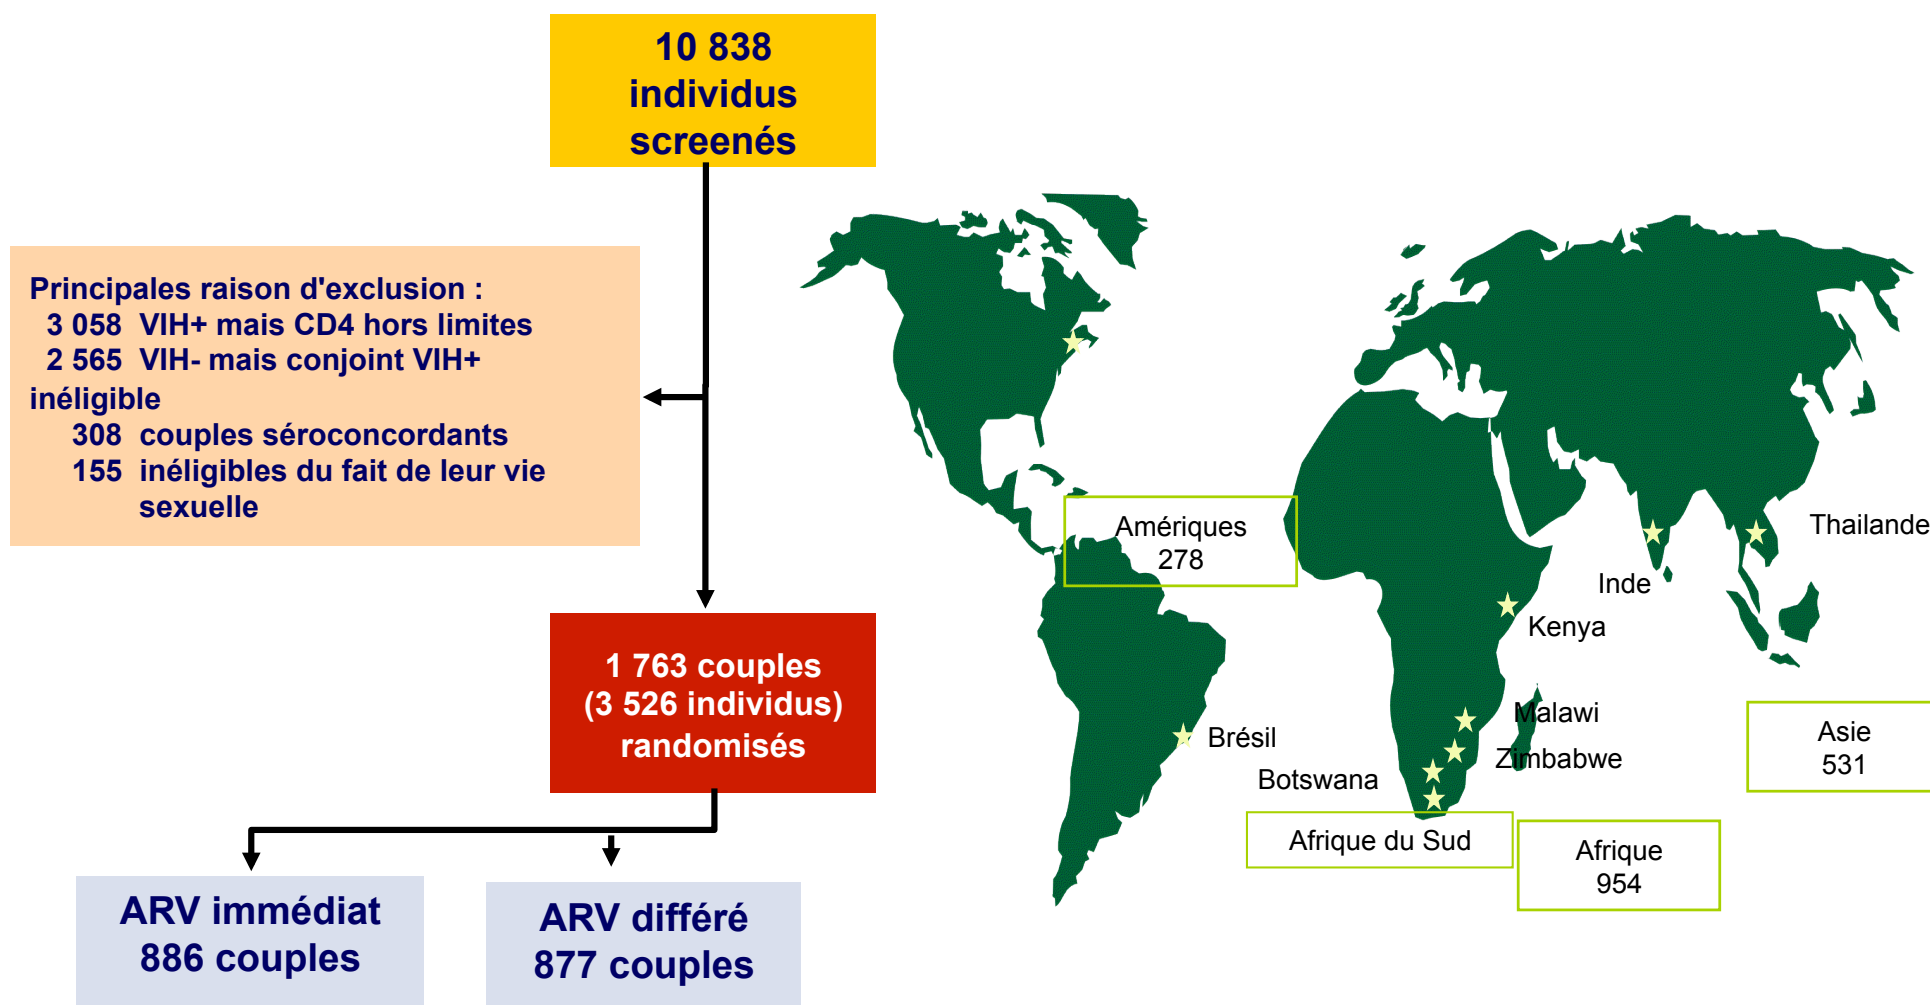 10 838
individus
screenés
Principales raison d'exclusion :
3 058 VIH+ mais CD4 hors limites
2 565 VIH- mais conjoint VIH+
inéligible
308 couples séroconcordants
155 inéligibles du fait de leur vie
sexuelle
1 763 couples
(3 526 individus)
randomisés
ARV immédiat
886 couples
ARV différé
877 couples
Amériques
278
Brésil
Thailande
Inde
Kenya
Malawi
Zimbabwe
Botswana
Afrique du Sud
Afrique
954
Asie
531